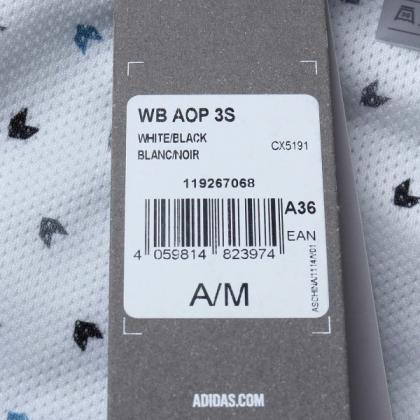 WB AOP 3S
WHITE/BLACK
BLANC/NOIR
CX5191
119267068
A36
EAN
4 059814 823974
A/M
ADIDAS.COM